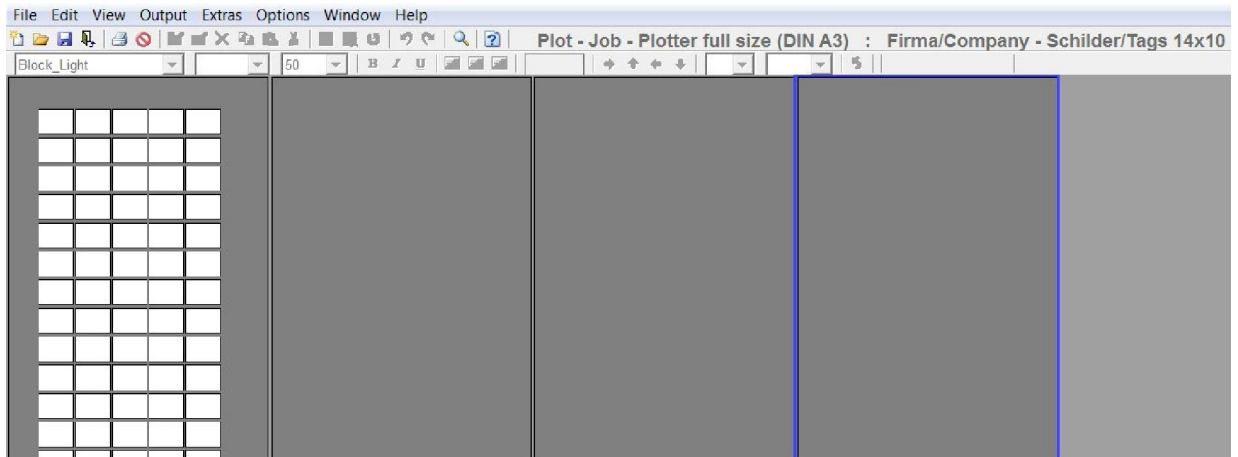 File Edit View Output Extras Options Window Help
Plot - Job - Plotter full size (DIN A3) : Firma/Company - Schilder/Tags 14x10
Block_Light 50 B I U